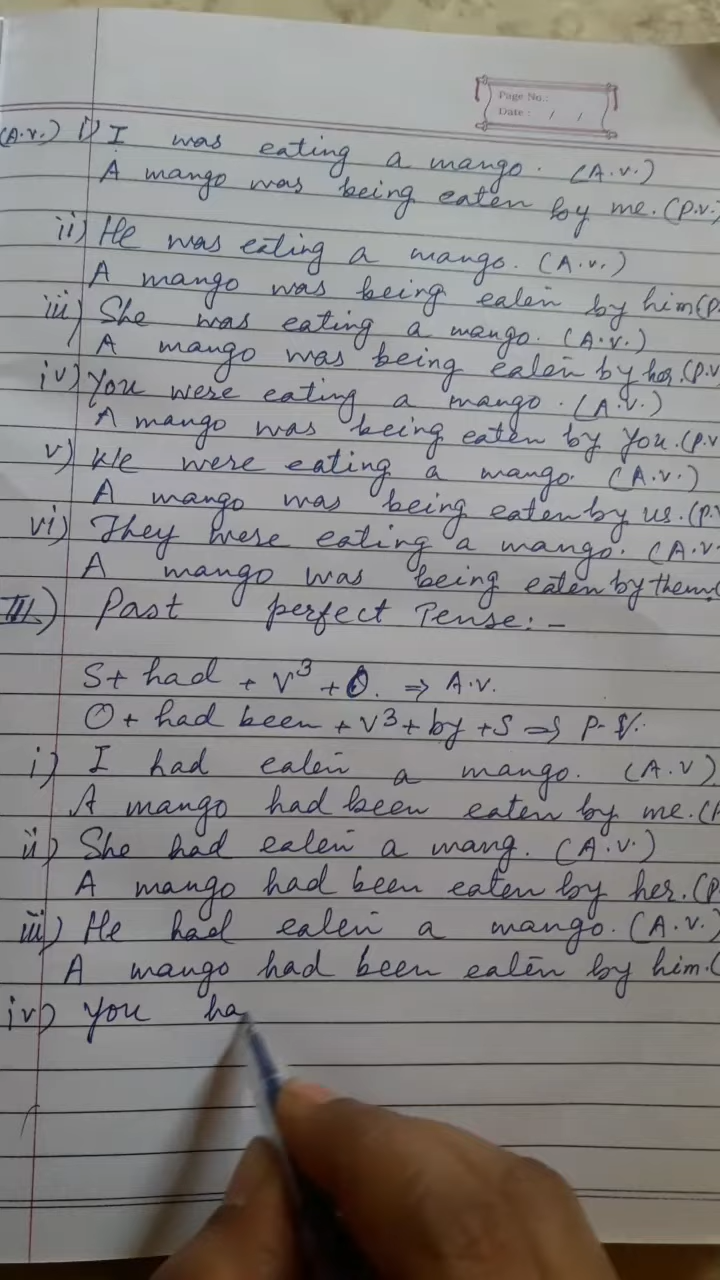 Page No.:
Date: / /
(A.V.) i) I was eating a mango. (A.V.)
A mango was being eaten by me. (P.V.)
ii) He was eating a mango. (A.V.)
A mango was being eaten by him (P.
iii) She was eating a mango. (A.V.)
A mango was being eaten by her. (P.V
iv) You were eating a mango. (A.V.)
A mango was being eaten by you. (P.V
v) We were eating a mango. (A.V.)
A mango was being eaten by us. (P.V
vi) They were eating a mango. (A.V
A mango was being eaten by them. (
III.) Past perfect Tense:-
S+ had + V³ + O. ⇒ A.V.
O + had been + V³ + by + S ⇒ P.V.
i) I had eaten a mango. (A.V)
A mango had been eaten by me. (
ii) She had eaten a mang. (A.V.)
A mango had been eaten by her. (P
iii) He had eaten a mango. (A.V.)
A mango had been eaten by him. (
iv) You ha